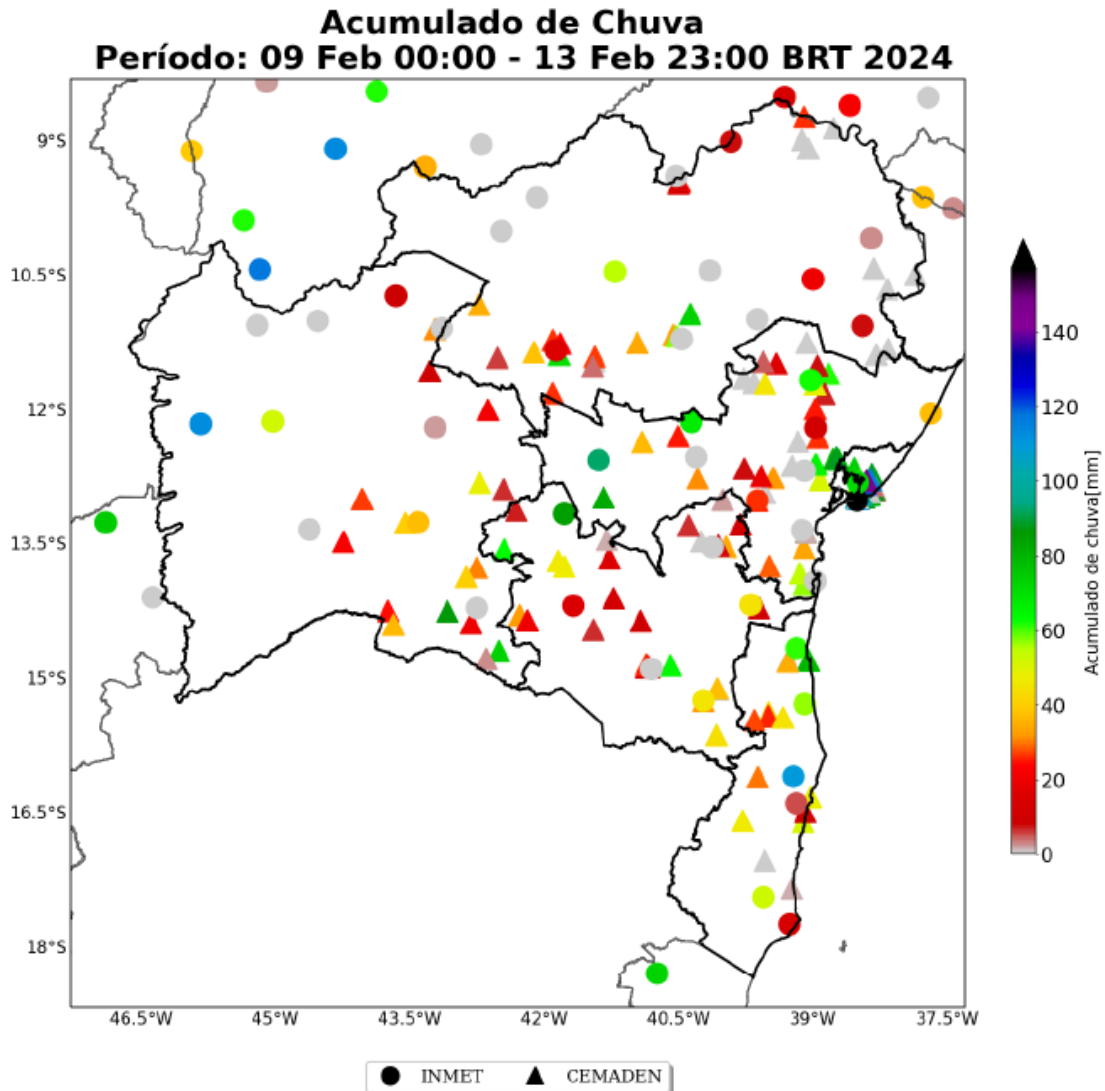 Acumulado de Chuva
Período: 09 Feb 00:00 - 13 Feb 23:00 BRT 2024
9°S
10.5°S
12°S
13.5°S
15°S
16.5°S
18°S
46.5°W 45°W 43.5°W 42°W 40.5°W 39°W 37.5°W
140
120
100
80
60
40
20
0
Acumulado de chuva[mm]
INMET CEMADEN